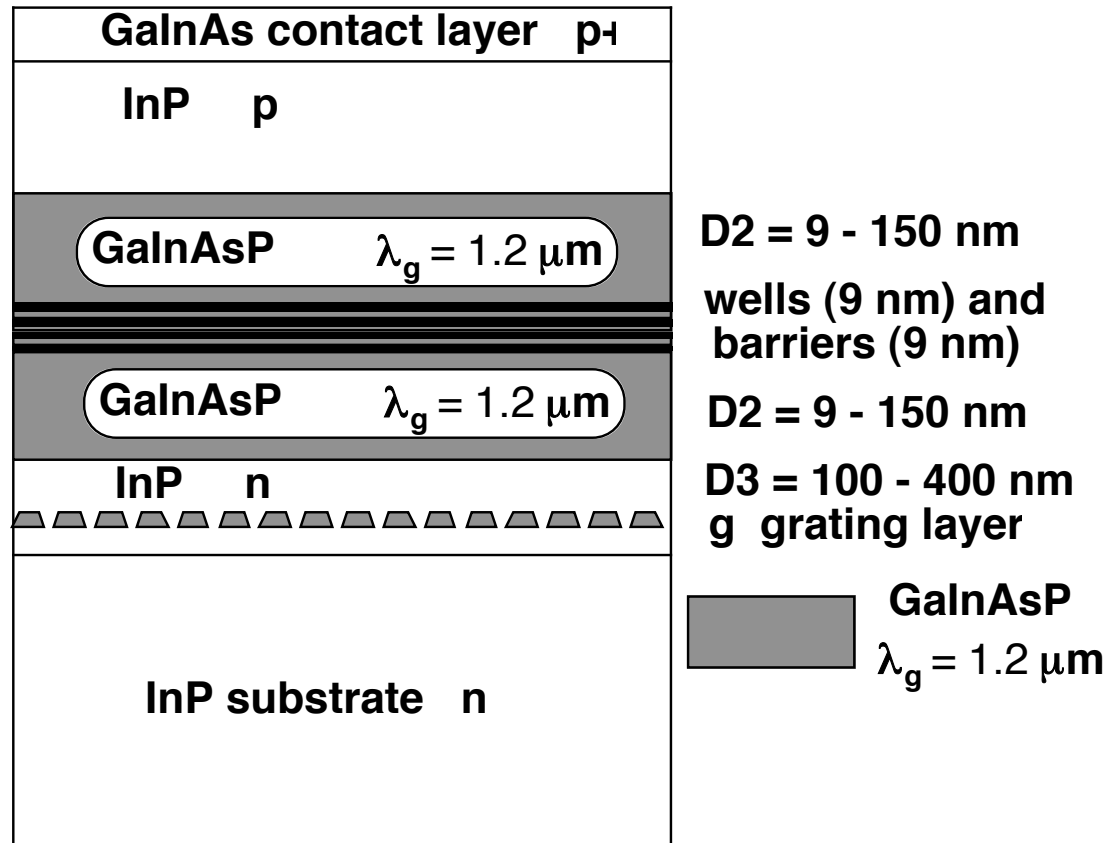 GaInAs contact layer p+
InP p
GaInAsP λg = 1.2 μm
D2 = 9 - 150 nm
wells (9 nm) and
barriers (9 nm)
GaInAsP λg = 1.2 μm
D2 = 9 - 150 nm
InP n
D3 = 100 - 400 nm
g grating layer
GaInAsP
λg = 1.2 μm
InP substrate n